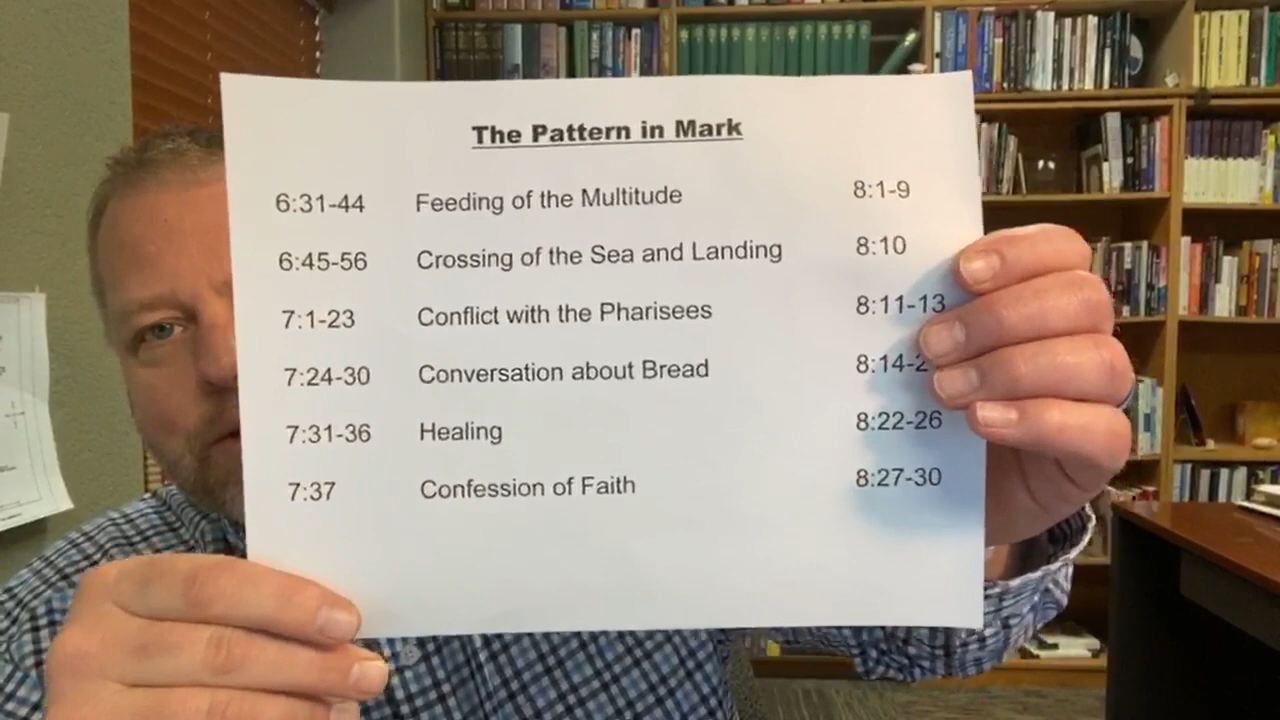 The Pattern in Mark
6:31-44 Feeding of the Multitude 8:1-9
6:45-56 Crossing of the Sea and Landing 8:10
7:1-23 Conflict with the Pharisees 8:11-13
7:24-30 Conversation about Bread
7:31-36 Healing 8:22-26
7:37 Confession of Faith 8:27-30